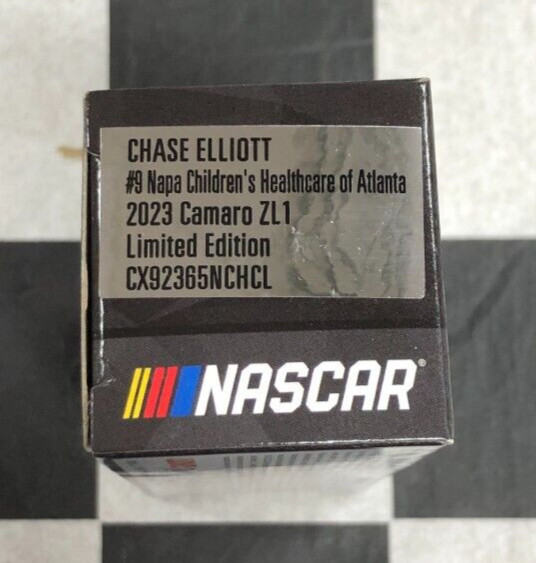 CHASE ELLIOTT
#9 Napa Children's Healthcare of Atlanta
2023 Camaro ZL1
Limited Edition
CX92365NCHCL
NASCAR®